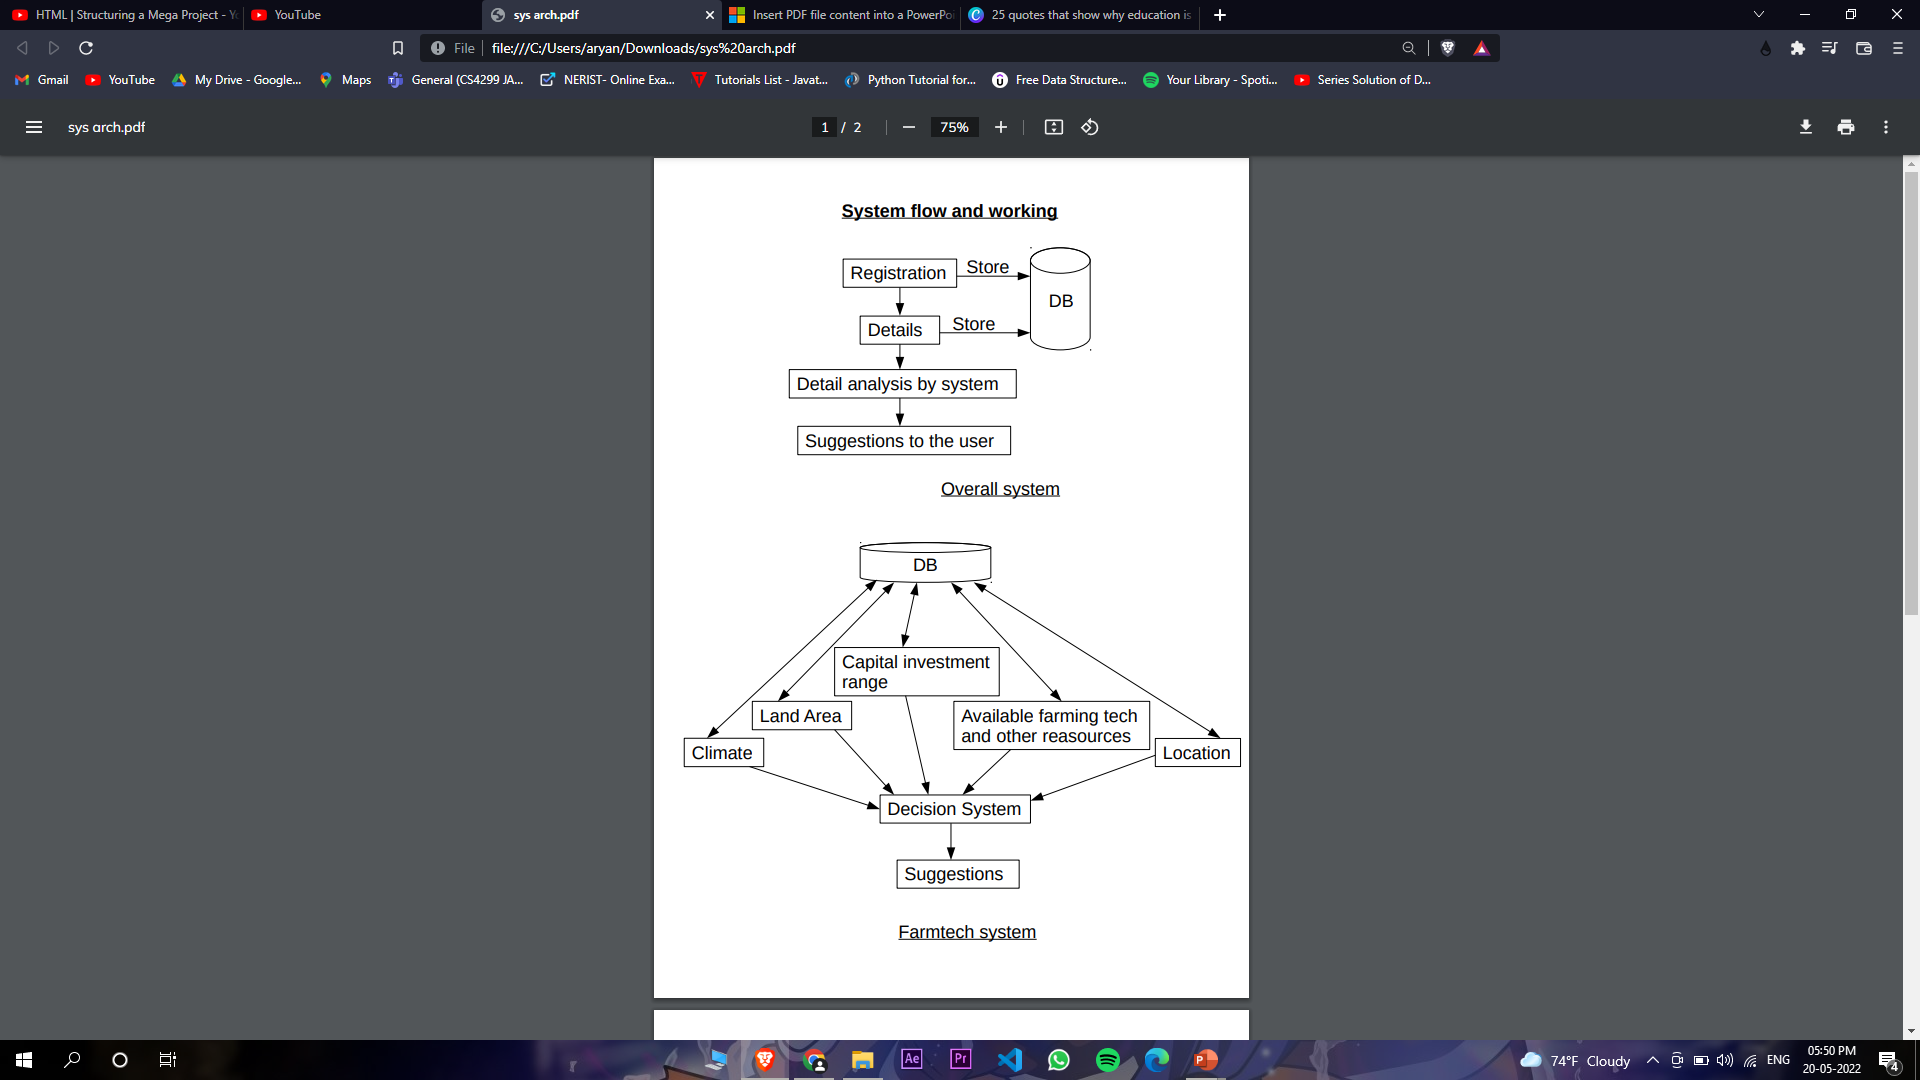 HTML | Structuring a Mega Project - Y
YouTube
sys arch.pdf
Insert PDF file content into a PowerPoi
25 quotes that show why education is
File
file:///C:/Users/aryan/Downloads/sys%20arch.pdf
Gmail
YouTube
My Drive - Google...
Maps
General (CS4299 JA...
NERIST- Online Exa...
Tutorials List - Javat...
Python Tutorial for...
Free Data Structure...
Your Library - Spoti...
Series Solution of D...
sys arch.pdf
1 / 2
75%
System flow and working
Registration
Store
DB
Details
Store
Detail analysis by system
Suggestions to the user
Overall system
DB
Capital investment
range
Land Area
Available farming tech
and other reasources
Climate
Location
Decision System
Suggestions
Farmtech system
Ae
Pr
74°F Cloudy
ENG
05:50 PM
20-05-2022
4